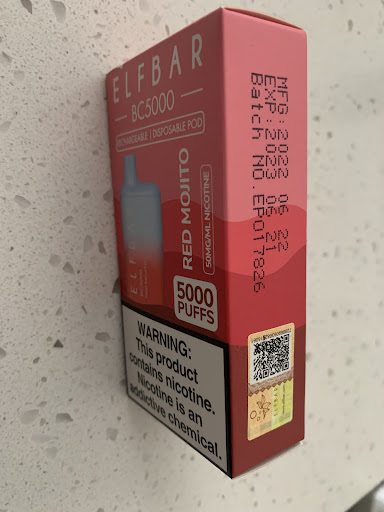 ELFBAR
BC5000
RECHARGEABLE | DISPOSABLE POD
RED MOJITO
50MG/ML NICOTINE
5000
PUFFS
WARNING:
This product
contains nicotine.
Nicotine is an
addictive chemical.
MFG:2022 06 22
EXP:2023 06 21
Batch NO.EP017826
ELFBAR